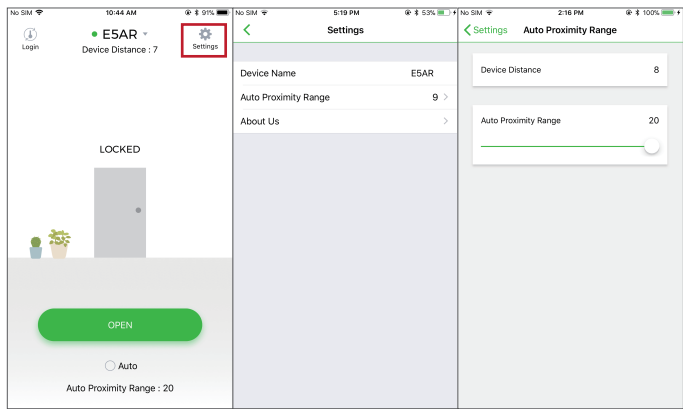 No SIM 10:44 AM 91%
Login
E5AR
Device Distance : 7
Settings
LOCKED
OPEN
Auto
Auto Proximity Range : 20
No SIM 5:19 PM 53%
Settings
Device Name E5AR
Auto Proximity Range 9
About Us
No SIM 2:16 PM 100%
Settings Auto Proximity Range
Device Distance 8
Auto Proximity Range 20